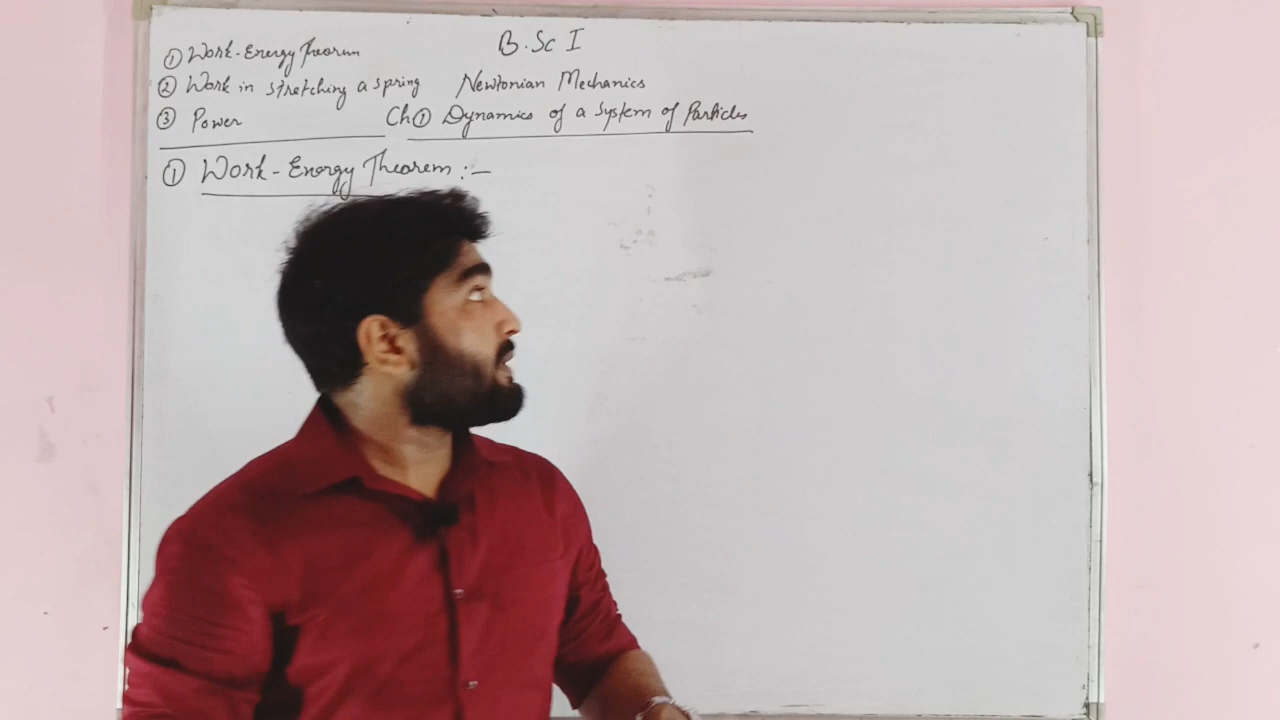 ① Work-Energy Theorem
② Work in stretching a spring
③ Power
B.Sc I
Newtonian Mechanics
Ch① Dynamics of a System of Particles
① Work-Energy Theorem :-